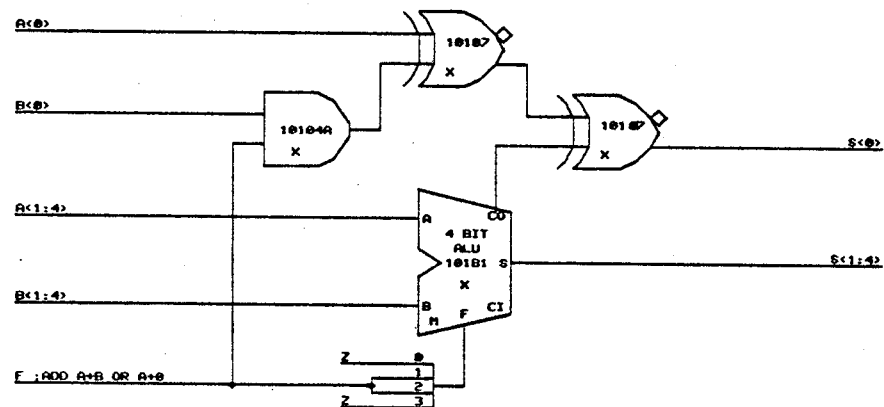 A<0>
10107
X
B<0>
10104A
X
10107
X
S<0>
A<1:4>
A
CO
4 BIT
ALU
10181
X
S
S<1:4>
B<1:4>
B
M
F
CI
F ;ADD A+B OR A+0
Z
0
1
2
Z
3